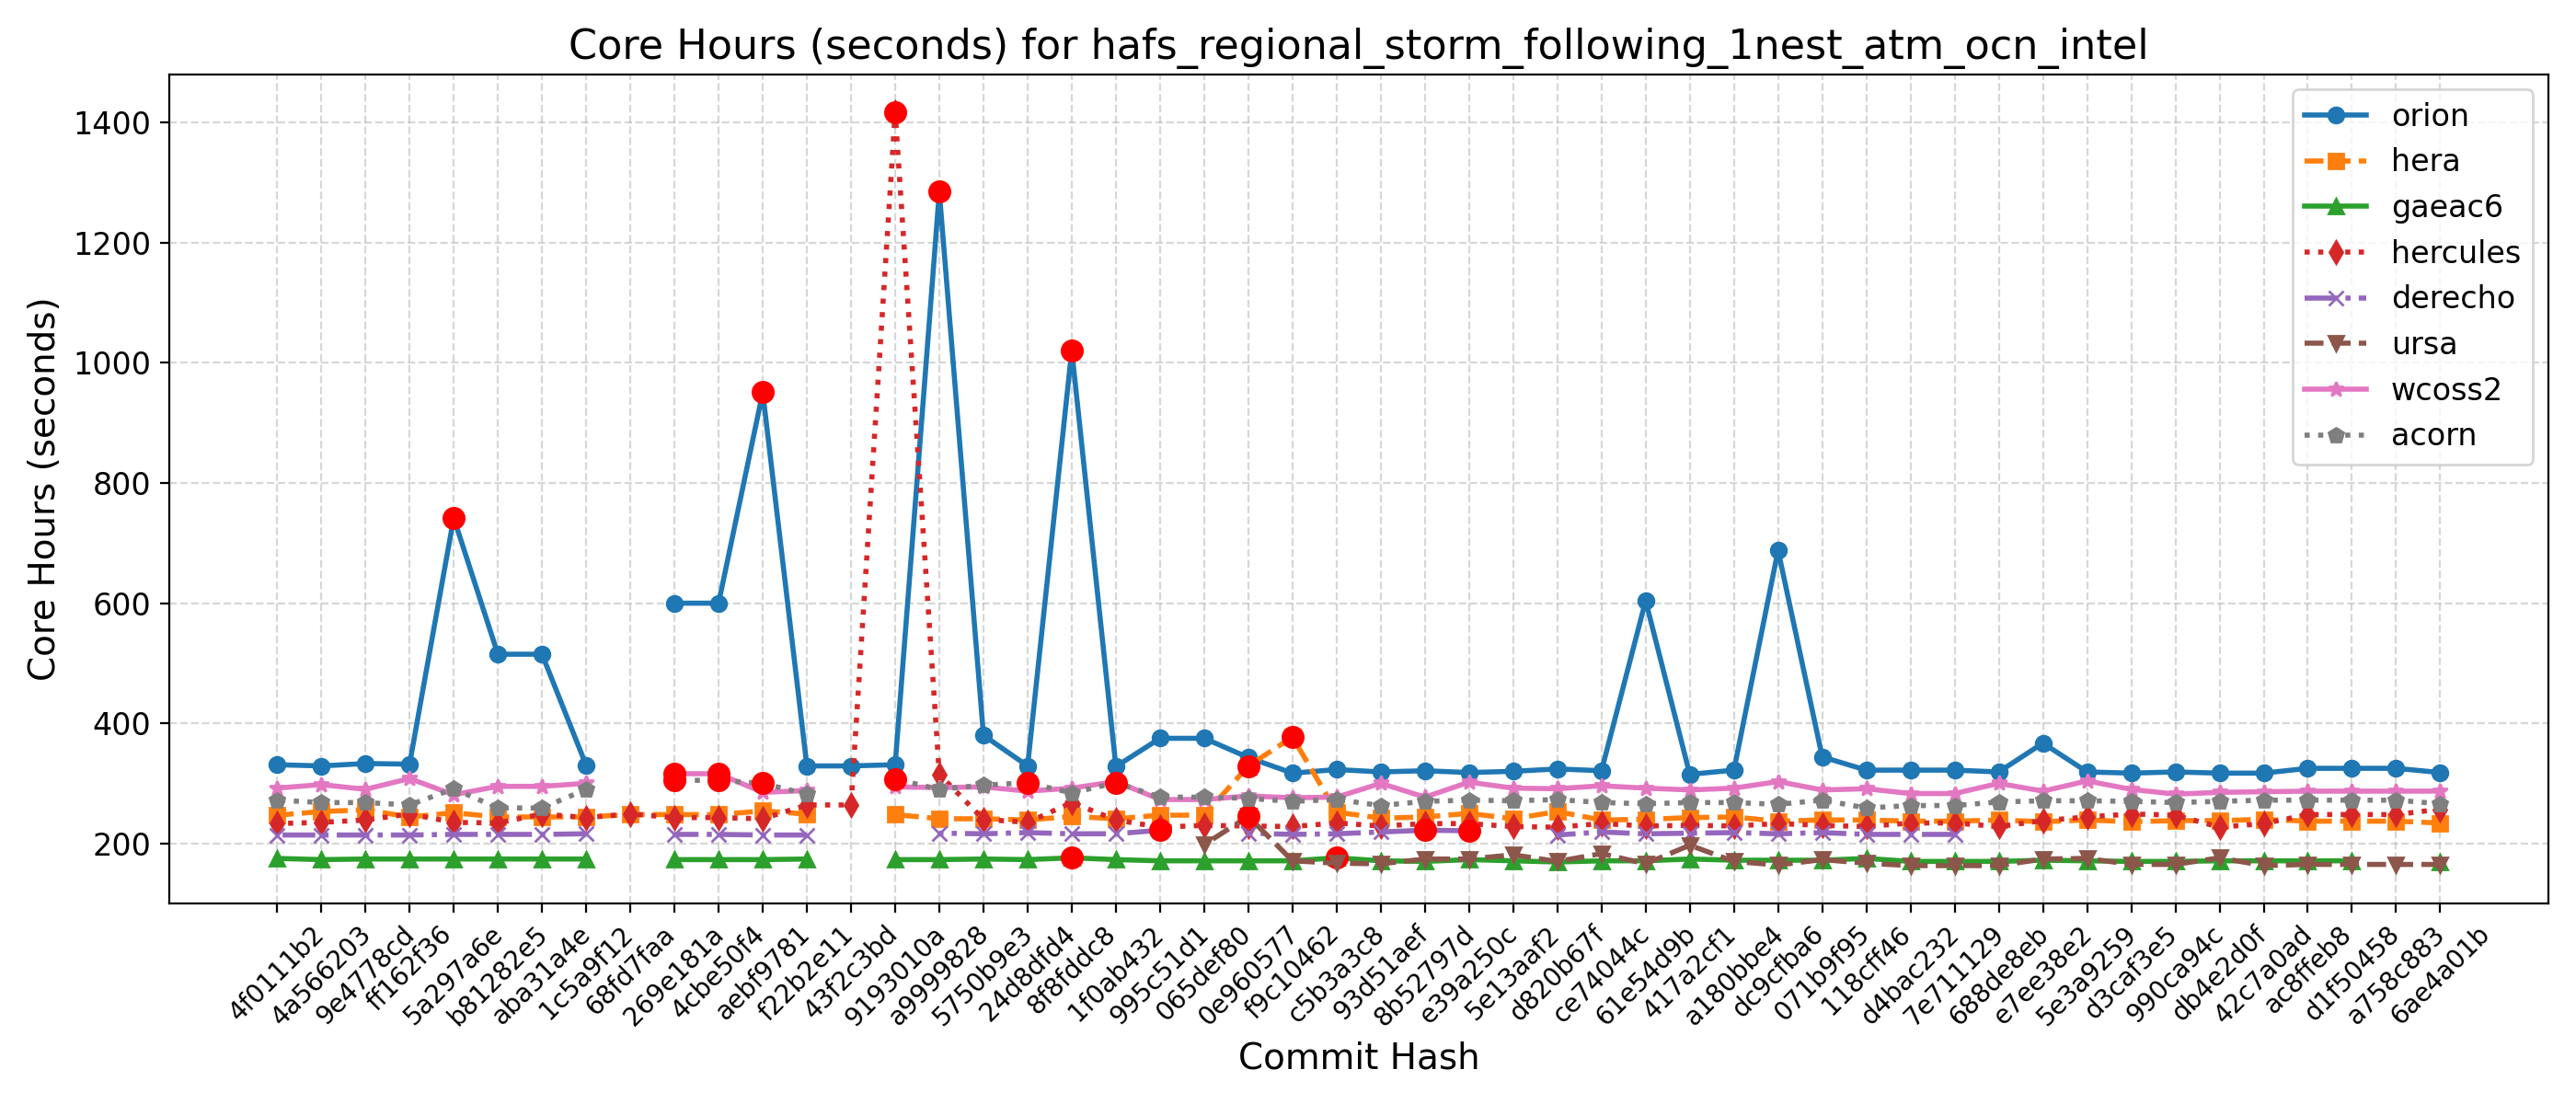 Core Hours (seconds) for hafs_regional_storm_following_1nest_atm_ocn_intel
Core Hours (seconds)
1400
1200
1000
800
600
400
200
orion
hera
gaeac6
hercules
derecho
ursa
wcoss2
acorn
4f0111b2
4a566203
9e4778cd
ff162f36
5a297a6e
b81282e5
aba31a4e
1c5a9f12
68fd7faa
269e181a
4cbe50f4
aebf9781
f22b2e11
43f2c3bd
9193010a
a9999828
5750b9e3
24d8dfd4
8f8fddc8
1f0ab432
995c51d1
065def80
0e960577
f9c10462
c5b3a3c8
93d51aef
8b52797d
e39a250c
5e13aaf2
d820b67f
ce74044c
61e54d9b
417a2cf1
a180bbe4
dc9cfba6
071b9f95
118cff46
d4bac232
7e711129
688de8eb
e7ee38e2
5e3a9259
d3caf3e5
990ca94c
db4e2d0f
42c7a0ad
ac8ffeb8
d1f50458
a758c883
6ae4a01b
Commit Hash